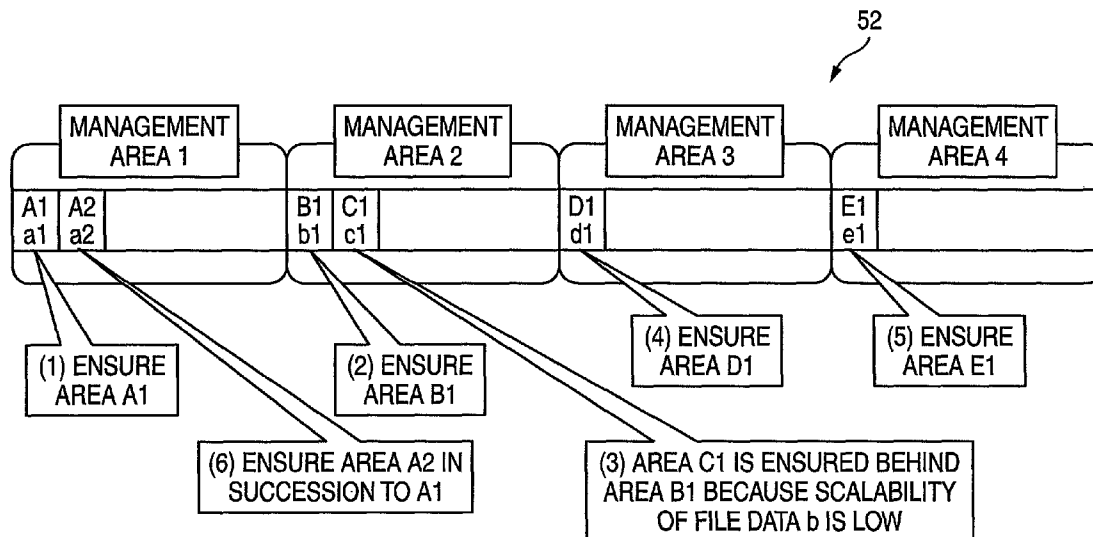 52
MANAGEMENT
AREA 1
MANAGEMENT
AREA 2
MANAGEMENT
AREA 3
MANAGEMENT
AREA 4
A1
a1
A2
a2
B1
b1
C1
c1
D1
d1
E1
e1
(1) ENSURE
AREA A1
(2) ENSURE
AREA B1
(4) ENSURE
AREA D1
(5) ENSURE
AREA E1
(6) ENSURE AREA A2 IN
SUCCESSION TO A1
(3) AREA C1 IS ENSURED BEHIND
AREA B1 BECAUSE SCALABILITY
OF FILE DATA b IS LOW